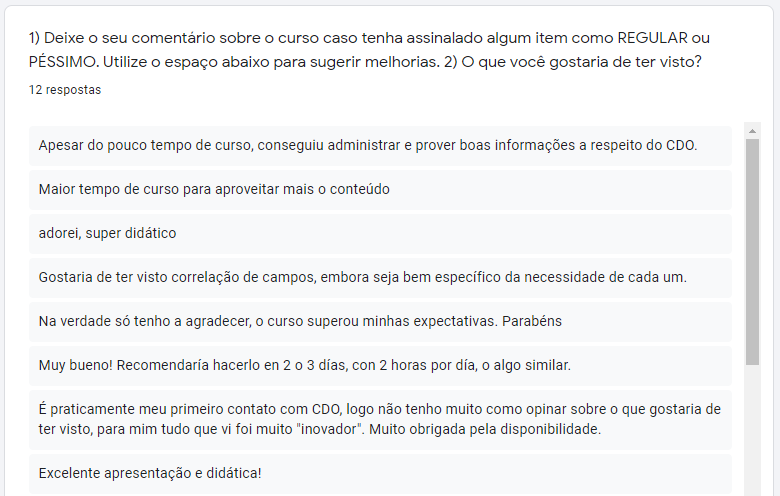 1) Deixe o seu comentário sobre o curso caso tenha assinalado algum item como REGULAR ou
PÉSSIMO. Utilize o espaço abaixo para sugerir melhorias. 2) O que você gostaria de ter visto?
12 respostas
Apesar do pouco tempo de curso, conseguiu administrar e prover boas informações a respeito do CDO.
Maior tempo de curso para aproveitar mais o conteúdo
adorei, super didático
Gostaria de ter visto correlação de campos, embora seja bem específico da necessidade de cada um.
Na verdade só tenho a agradecer, o curso superou minhas expectativas. Parabéns
Muy bueno! Recomendaría hacerlo en 2 o 3 días, con 2 horas por día, o algo similar.
É praticamente meu primeiro contato com CDO, logo não tenho muito como opinar sobre o que gostaria de
ter visto, para mim tudo que vi foi muito "inovador". Muito obrigada pela disponibilidade.
Excelente apresentação e didática!